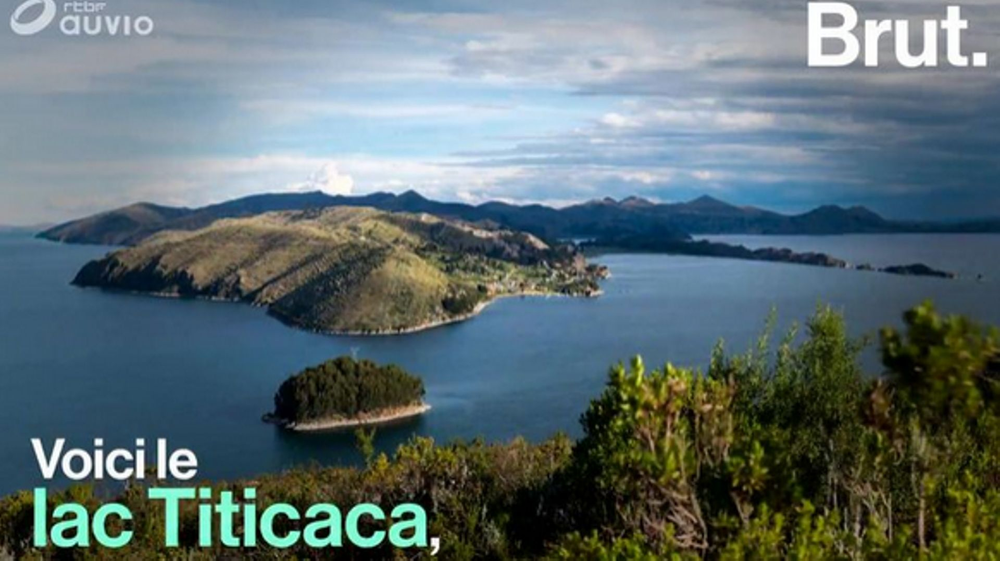 rtbf
auvio
Brut.
Voici le
lac Titicaca,